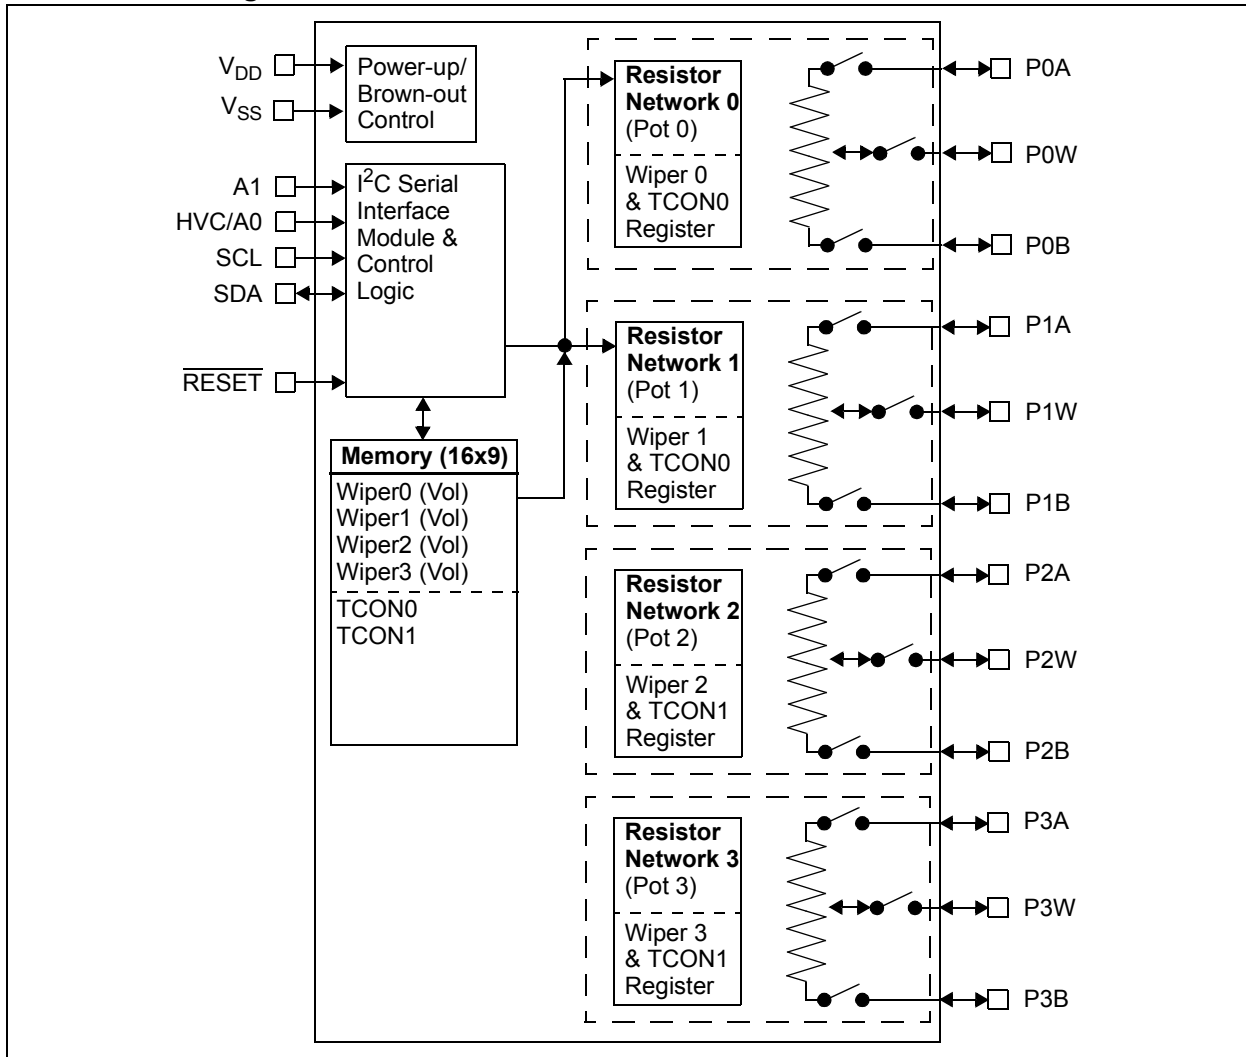 V_DD
V_SS
Power-up/
Brown-out
Control
A1
HVC/A0
SCL
SDA
RESET
I²C Serial
Interface
Module &
Control
Logic
Memory (16x9)
Wiper0 (Vol)
Wiper1 (Vol)
Wiper2 (Vol)
Wiper3 (Vol)
TCON0
TCON1
Resistor
Network 0
(Pot 0)
Wiper 0
& TCON0
Register
P0A
P0W
P0B
Resistor
Network 1
(Pot 1)
Wiper 1
& TCON0
Register
P1A
P1W
P1B
Resistor
Network 2
(Pot 2)
Wiper 2
& TCON1
Register
P2A
P2W
P2B
Resistor
Network 3
(Pot 3)
Wiper 3
& TCON1
Register
P3A
P3W
P3B